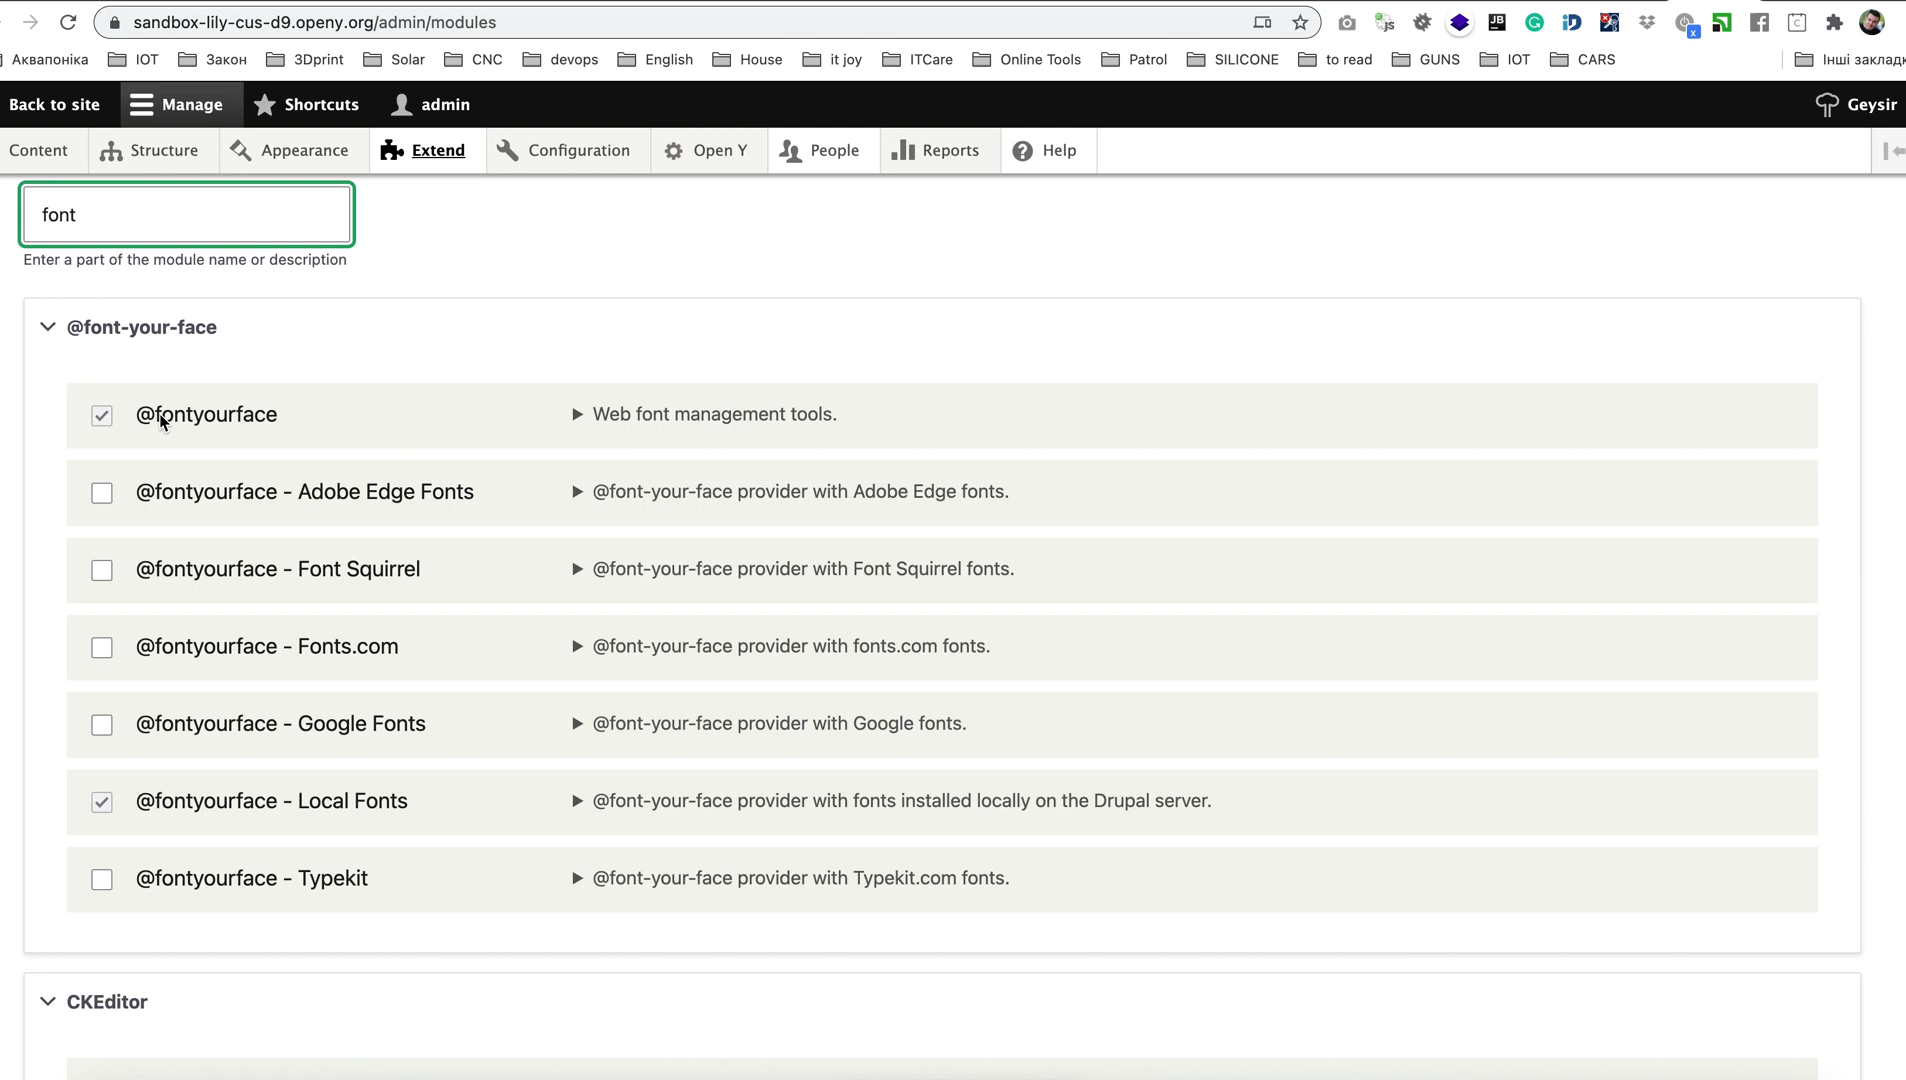 sandbox-lily-cus-d9.openy.org/admin/modules
Аквапоніка IOT Закон 3Dprint Solar CNC devops English House it joy ITCare Online Tools Patrol SILICONE to read GUNS IOT CARS Інші заклад
Back to site Manage Shortcuts admin Geysir
Content Structure Appearance Extend Configuration Open Y People Reports Help
font
Enter a part of the module name or description
@font-your-face
@fontyourface Web font management tools.
@fontyourface - Adobe Edge Fonts @font-your-face provider with Adobe Edge fonts.
@fontyourface - Font Squirrel @font-your-face provider with Font Squirrel fonts.
@fontyourface - Fonts.com @font-your-face provider with fonts.com fonts.
@fontyourface - Google Fonts @font-your-face provider with Google fonts.
@fontyourface - Local Fonts @font-your-face provider with fonts installed locally on the Drupal server.
@fontyourface - Typekit @font-your-face provider with Typekit.com fonts.
CKEditor